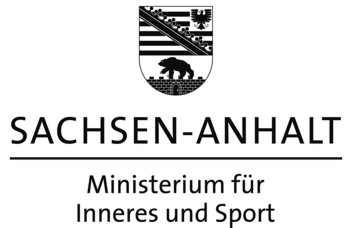 SACHSEN-ANHALT
Ministerium für
Inneres und Sport